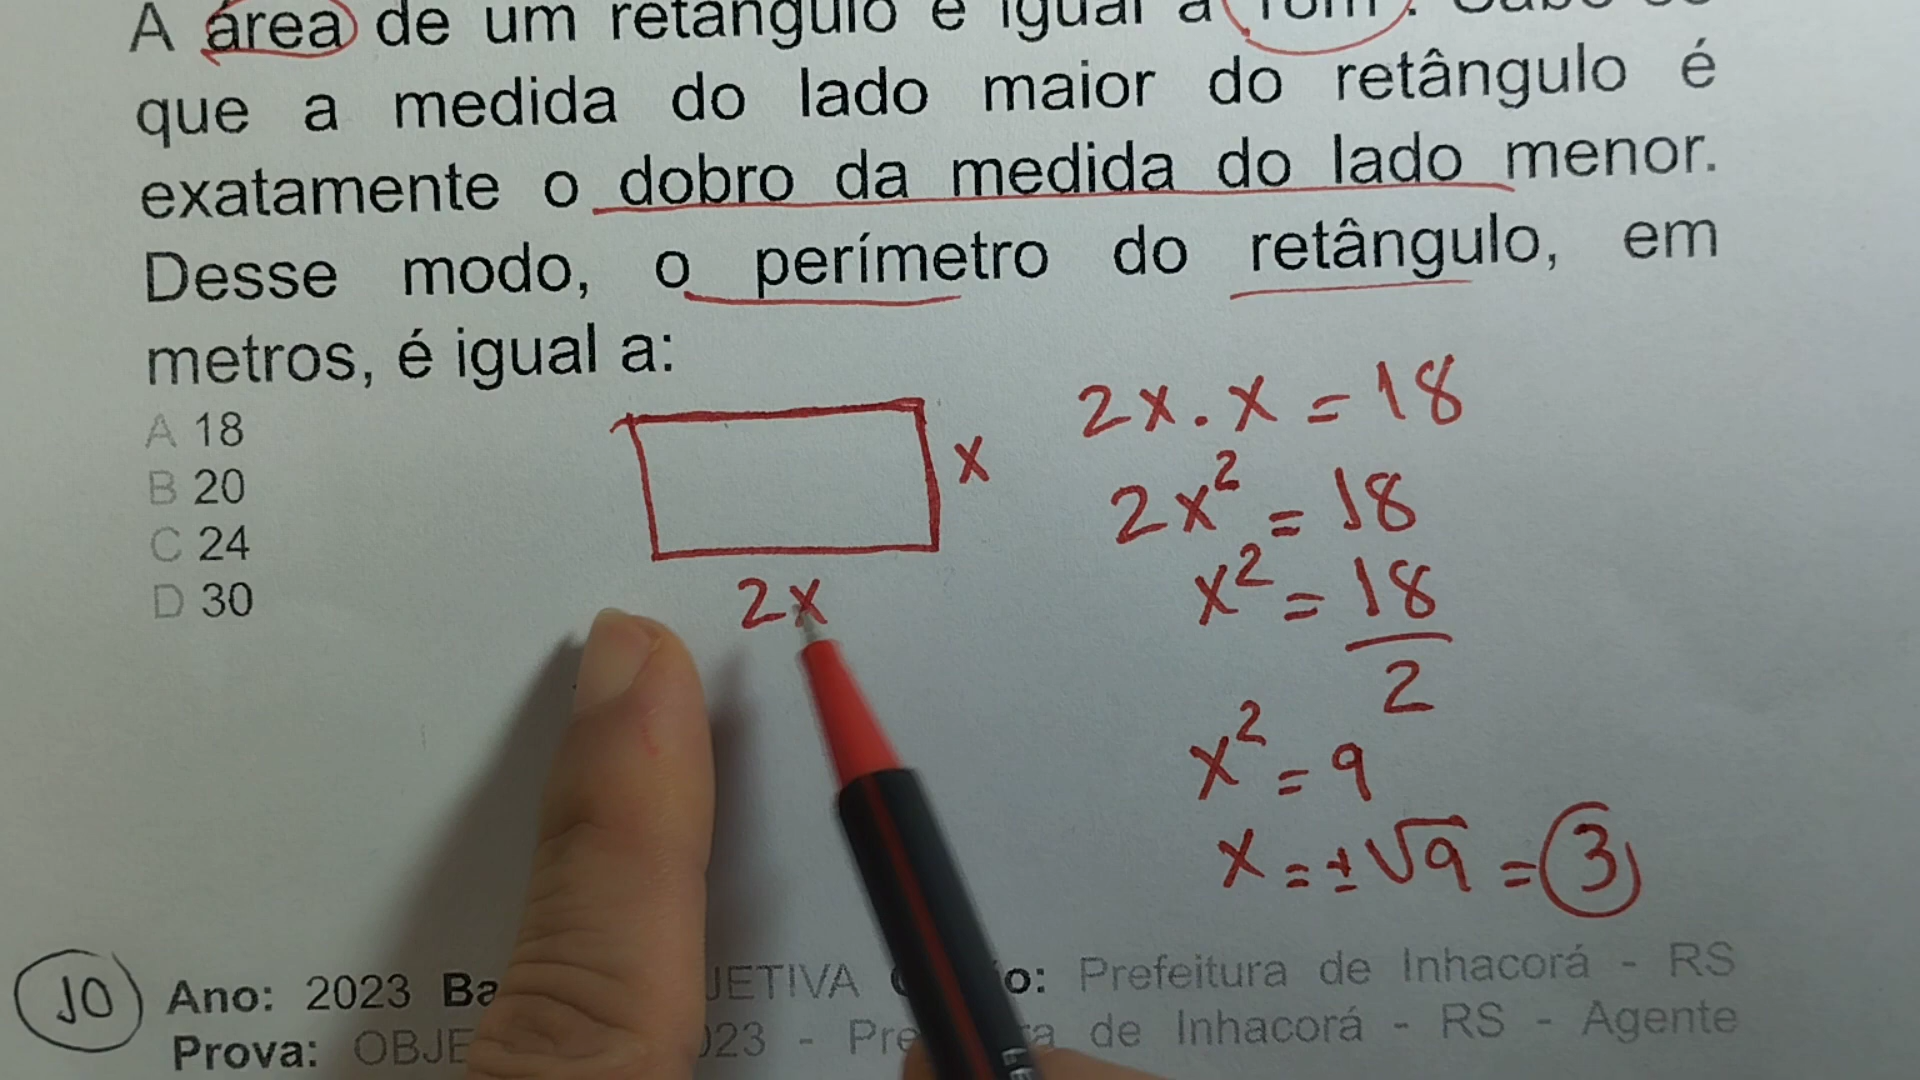 A área de um retângulo é igual a
que a medida do lado maior do retângulo é
exatamente o dobro da medida do lado menor.
Desse modo, o perímetro do retângulo, em
metros, é igual a:
A 18
B 20
C 24
D 30
x
2x
2x . x = 18
2x² = 18
x² = 18
2
x² = 9
x = ±√9 = 3
10
Ano: 2023 JETIVA Prefeitura de Inhacorá - RS
Prova: - de Inhacorá - RS - Agente